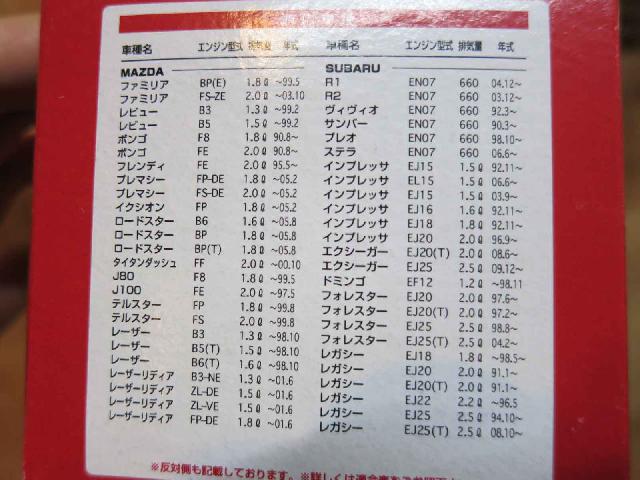 車種名 エンジン型式 排気量 年式
MAZDA
ファミリア BP(E) 1.8ℓ ~99.5
ファミリア FS-ZE 2.0ℓ ~03.10
レビュー B3 1.3ℓ ~99.2
レビュー B5 1.5ℓ ~99.2
ボンゴ F8 1.8ℓ 90.8~
ボンゴ FE 2.0ℓ 90.8~
フレンディ FE 2.0ℓ 95.5~
プレマシー FP-DE 1.8ℓ ~05.2
プレマシー FS-DE 2.0ℓ ~05.2
イクシオン FP 1.8ℓ ~05.2
ロードスター B6 1.6ℓ ~05.8
ロードスター BP 1.8ℓ ~05.8
ロードスター BP(T) 1.8ℓ ~05.8
タイタンダッシュ FF 2.0ℓ ~00.10
J80 F8 1.8ℓ ~99.5
J100 FE 2.0ℓ ~97.5
テルスター FP 1.8ℓ ~99.8
テルスター FS 2.0ℓ ~99.8
レーザー B3 1.3ℓ ~98.10
レーザー B5(T) 1.5ℓ ~98.10
レーザー B6(T) 1.6ℓ ~98.10
レーザーリディア B3-NE 1.3ℓ ~01.6
レーザーリディア ZL-DE 1.5ℓ ~01.6
レーザーリディア ZL-VE 1.5ℓ ~01.6
レーザーリディア FP-DE 1.8ℓ ~01.6
車種名 エンジン型式 排気量 年式
SUBARU
R1 EN07 660 04.12~
R2 EN07 660 03.12~
ヴィヴィオ EN07 660 92.3~
サンバー EN07 660 90.3~
プレオ EN07 660 98.10~
ステラ EN07 660 06.6~
インプレッサ EJ15 1.5ℓ 92.11~
インプレッサ EL15 1.5ℓ 06.6~
インプレッサ EJ15 1.5ℓ 03.9~
インプレッサ EJ16 1.6ℓ 92.11~
インプレッサ EJ18 1.8ℓ 92.11~
インプレッサ EJ20 2.0ℓ 96.9~
エクシーガー EJ20(T) 2.0ℓ 08.6~
エクシーガー EJ25 2.5ℓ 09.12~
ドミンゴ EF12 1.2ℓ ~98.11
フォレスター EJ20 2.0ℓ 97.6~
フォレスター EJ20(T) 2.0ℓ 97.2~
フォレスター EJ25 2.5ℓ 98.8~
フォレスター EJ25(T) 2.5ℓ 04.2~
レガシー EJ18 1.8ℓ ~98.5~
レガシー EJ20 2.0ℓ 91.1~
レガシー EJ20(T) 2.0ℓ 91.1~
レガシー EJ22 2.2ℓ ~96.5
レガシー EJ25 2.5ℓ 94.10~
レガシー EJ25(T) 2.5ℓ 08.10~
※反対側も記載しております。※詳しくは適合表をご参照下さ